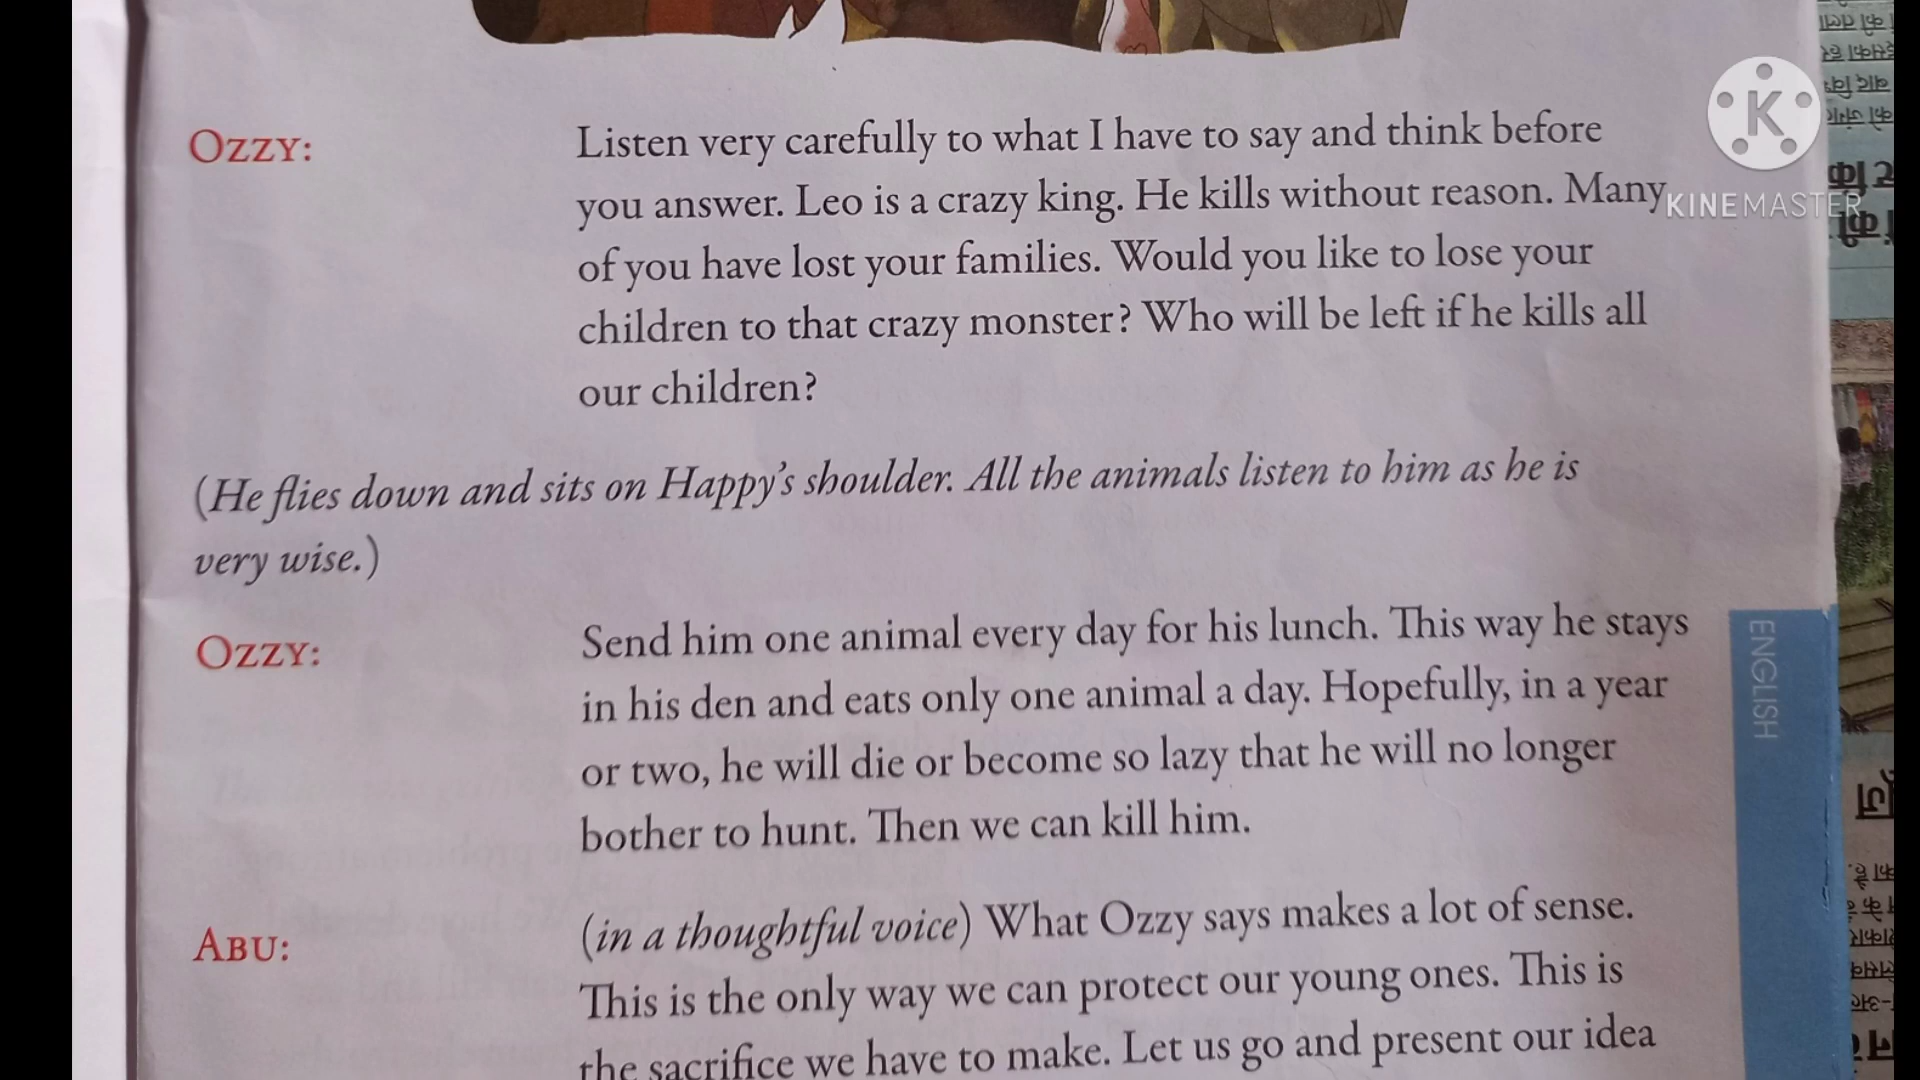 OZZY: Listen very carefully to what I have to say and think before
you answer. Leo is a crazy king. He kills without reason. Many
of you have lost your families. Would you like to lose your
children to that crazy monster? Who will be left if he kills all
our children?
(He flies down and sits on Happy's shoulder. All the animals listen to him as he is
very wise.)
OZZY: Send him one animal every day for his lunch. This way he stays
in his den and eats only one animal a day. Hopefully, in a year
or two, he will die or become so lazy that he will no longer
bother to hunt. Then we can kill him.
ABU: (in a thoughtful voice) What Ozzy says makes a lot of sense.
This is the only way we can protect our young ones. This is
the sacrifice we have to make. Let us go and present our idea
ENGLISH
K
KINEMASTER